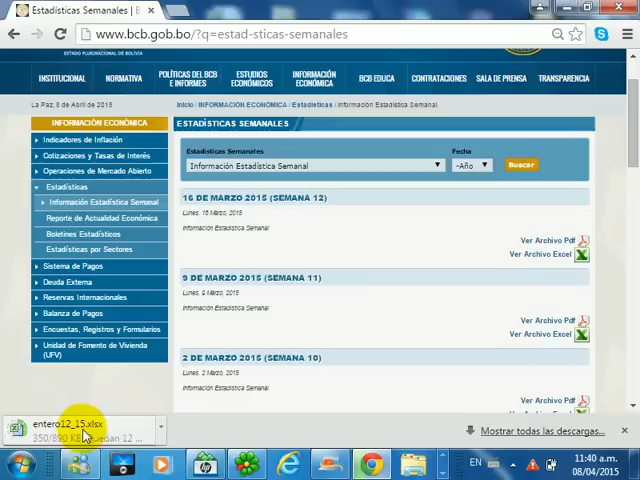 Estadísticas Semanales | B
www.bcb.gob.bo/?q=estad-sticas-semanales
ESTADO PLURINACIONAL DE BOLIVIA
INSTITUCIONAL
NORMATIVA
POLÍTICAS DEL BCB
E INFORMES
ESTUDIOS
ECONÓMICOS
INFORMACIÓN
ECONÓMICA
BCB EDUCA
CONTRATACIONES
SALA DE PRENSA
TRANSPARENCIA
La Paz, 8 de Abril de 2015
Inicio / INFORMACIÓN ECONÓMICA / Estadísticas / Información Estadística Semanal
INFORMACIÓN ECONÓMICA
Indicadores de Inflación
Cotizaciones y Tasas de Interés
Operaciones de Mercado Abierto
Estadísticas
Información Estadística Semanal
Reporte de Actualidad Económica
Boletines Estadísticos
Estadísticas por Sectores
Sistema de Pagos
Deuda Externa
Reservas Internacionales
Balanza de Pagos
Encuestas, Registros y Formularios
Unidad de Fomento de Vivienda
(UFV)
ESTADÍSTICAS SEMANALES
Estadísticas Semanales
Fecha
Información Estadística Semanal
-Año
Buscar
16 DE MARZO 2015 (SEMANA 12)
Lunes, 16 Marzo, 2015
Información Estadística Semanal
Ver Archivo Pdf
Ver Archivo Excel
9 DE MARZO 2015 (SEMANA 11)
Lunes, 9 Marzo, 2015
Información Estadística Semanal
Ver Archivo Pdf
Ver Archivo Excel
2 DE MARZO 2015 (SEMANA 10)
Lunes, 2 Marzo, 2015
Información Estadística Semanal
Ver Archivo Pdf
entero12_15.xlsx
350/890 KB, quedan 12 ...
Mostrar todas las descargas...
EN
11:40 a.m.
08/04/2015